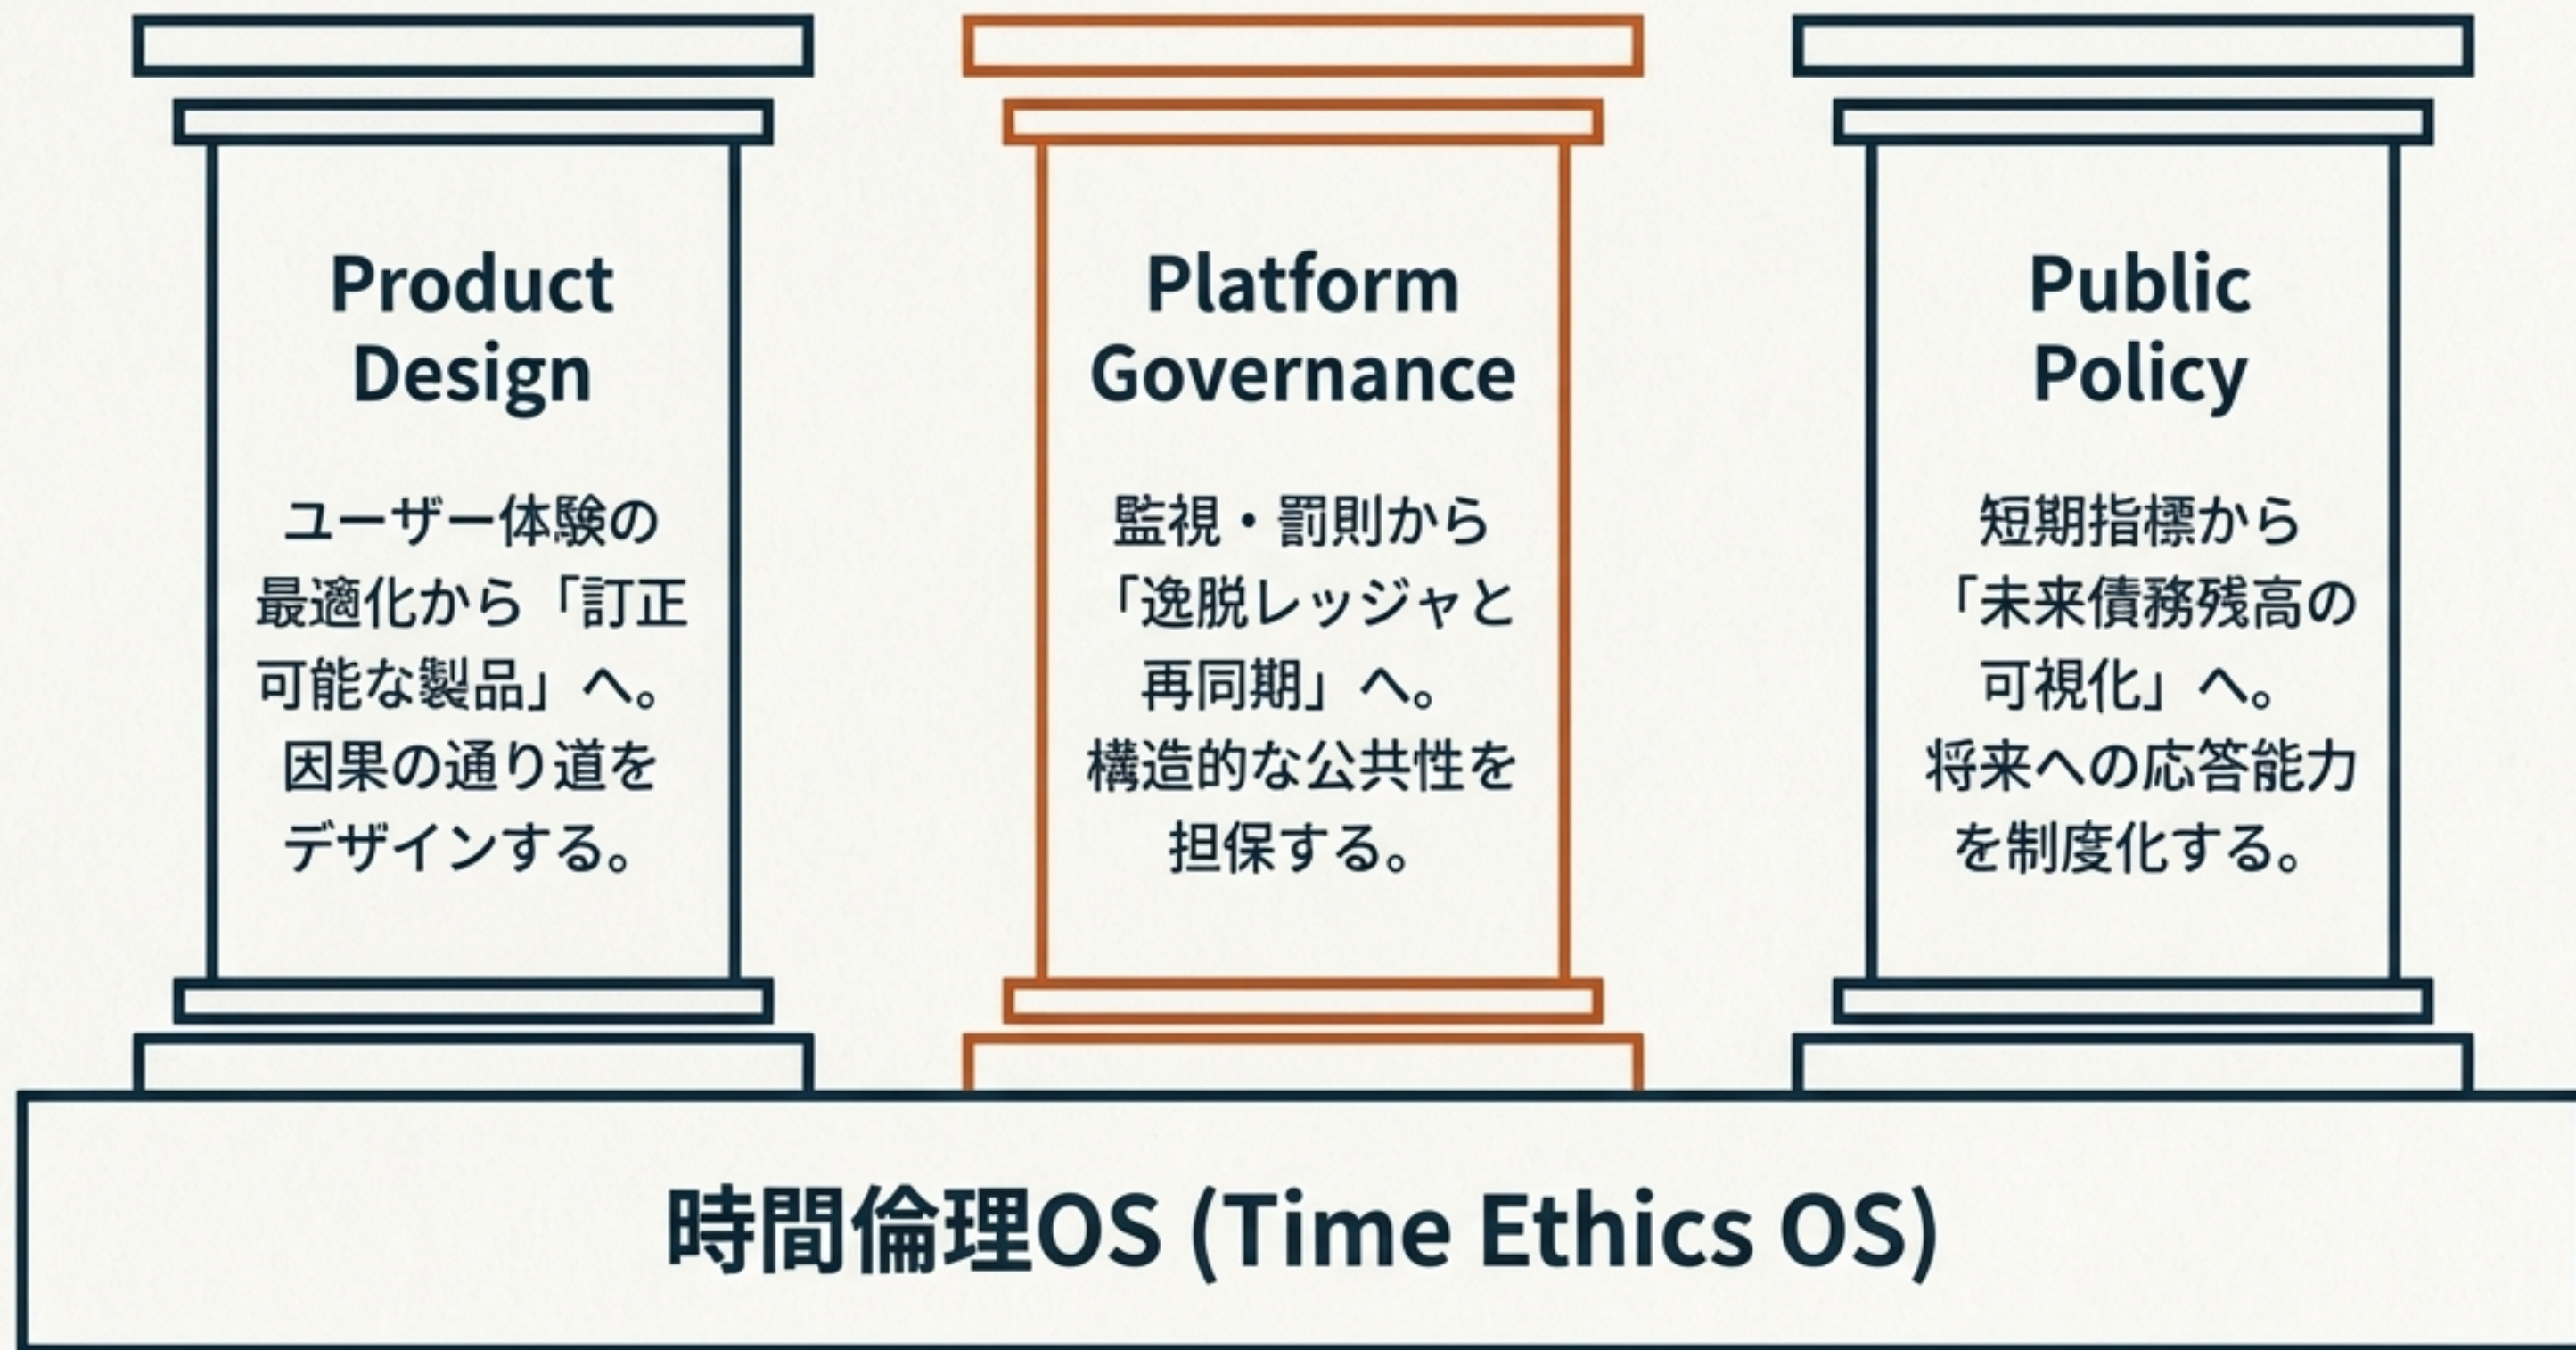 Product
Design
ユーザー体験の
最適化から「訂正
可能な製品」へ。
因果の通り道を
デザインする。
Platform
Governance
監視・罰則から
「逸脱レッジャと
再同期」へ。
構造的な公共性を
担保する。
Public
Policy
短期指標から
「未来債務残高の
可視化」へ。
将来への応答能力
を制度化する。
時間倫理OS (Time Ethics OS)